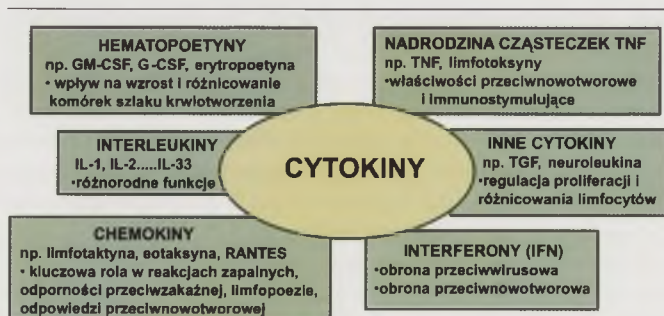 HEMATOPOETYNY
np. GM-CSF, G-CSF, erytropoetyna
• wpływ na wzrost i różnicowanie
komórek szlaku krwiotworzenia
NADRODZINA CZĄSTECZEK TNF
np. TNF, limfotoksyny
•właściwości przeciwnowotworowe
i immunostymulujące
INTERLEUKINY
IL-1, IL-2.....IL-33
•różnorodne funkcje
CYTOKINY
INNE CYTOKINY
np. TGF, neuroleukina
•regulacja proliferacji i
różnicowania limfocytów
CHEMOKINY
np. limfotaktyna, eotaksyna, RANTES
• kluczowa rola w reakcjach zapalnych,
odporności przeciwzakaźnej, limfopoezie,
odpowiedzi przeciwnowotworowej
INTERFERONY (IFN)
•obrona przeciwwirusowa
•obrona przeciwnowotworowa